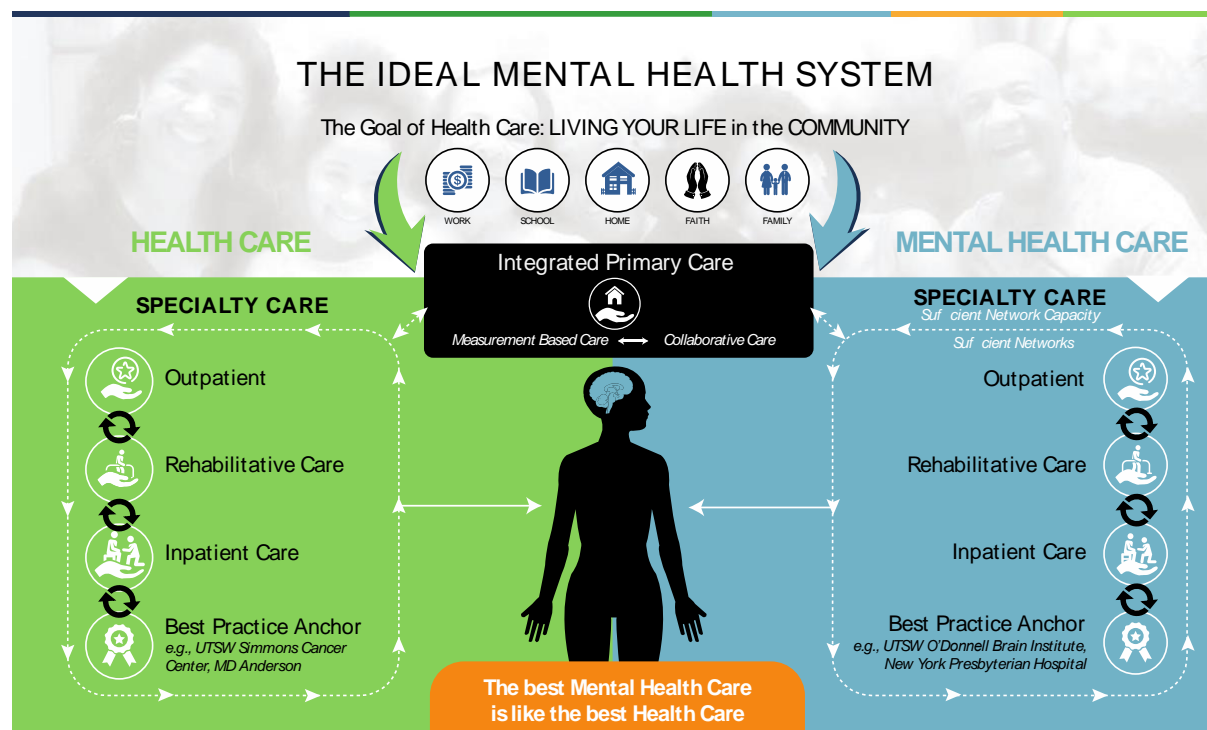 THE IDEAL MENTAL HEALTH SYSTEM
The Goal of Health Care: LIVING YOUR LIFE in the COMMUNITY
WORK
SCHOOL
HOME
FAITH
FAMILY
HEALTH CARE
MENTAL HEALTH CARE
Integrated Primary Care
Measurement Based Care
Collaborative Care
SPECIALTY CARE
Outpatient
Rehabilitative Care
Inpatient Care
Best Practice Anchor
e.g., UTSW Simmons Cancer
Center, MD Anderson
SPECIALTY CARE
Suf cient Network Capacity
Suf cient Networks
Outpatient
Rehabilitative Care
Inpatient Care
Best Practice Anchor
e.g., UTSW O'Donnell Brain Institute,
New York Presbyterian Hospital
The best Mental Health Care
is like the best Health Care